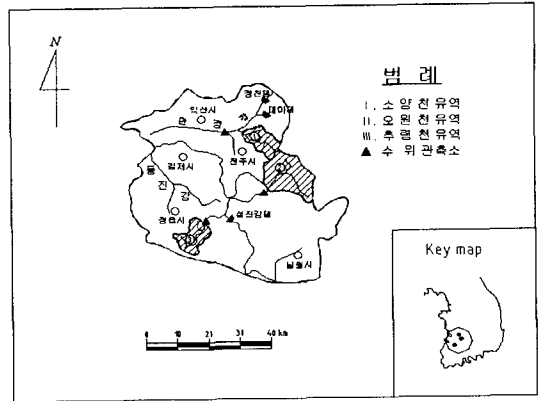 N
범 례
I. 소양천유역
II. 오원천유역
III. 추령천유역
▲ 수위관측소
경천댐
대아댐
익산시
만경강
전주시
김제시
동진강
정읍시
섬진강댐
남원시
0 10 20 30 40 km
Key map